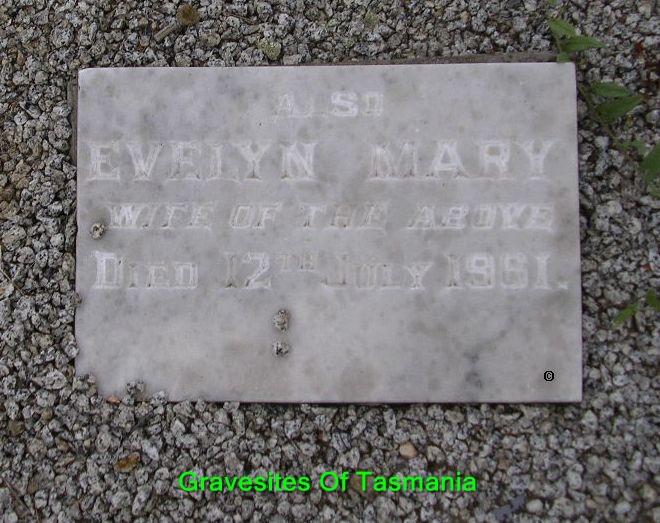 ALSO
EVELYN MARY
WIFE OF THE ABOVE
DIED 12TH JULY 1961.
©
Gravesites Of Tasmania